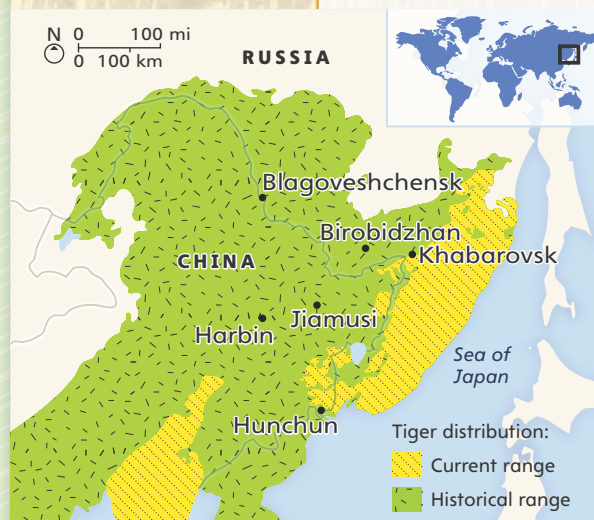 N 0 100 mi
0 100 km
RUSSIA
Blagoveshchensk
Birobidzhan
Khabarovsk
CHINA
Jiamusi
Harbin
Sea of
Japan
Hunchun
Tiger distribution:
Current range
Historical range